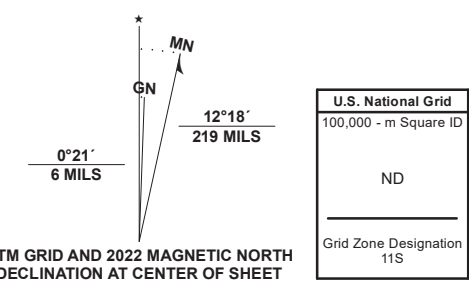 MN
GN
0°21´
6 MILS
12°18´
219 MILS
TM GRID AND 2022 MAGNETIC NORTH
DECLINATION AT CENTER OF SHEET
U.S. National Grid
100,000 - m Square ID
ND
Grid Zone Designation
11S